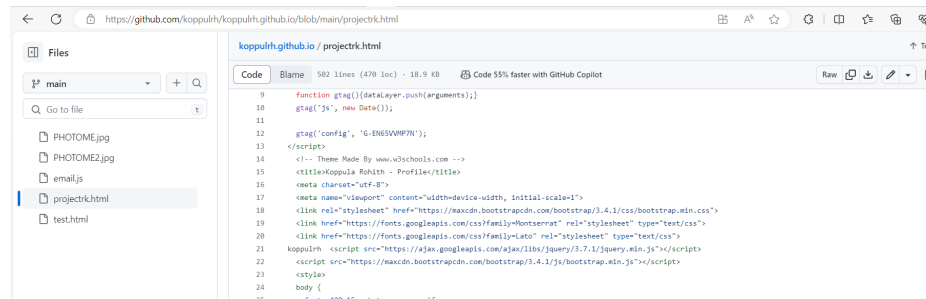 https://github.com/koppulrh/koppulrh.github.io/blob/main/projectrk.html
Files
main
Go to file
t
PHOTOME.jpg
PHOTOME2.jpg
email.js
projectrk.html
test.html
koppulrh.github.io / projectrk.html
Code Blame 502 lines (470 loc) · 18.9 KB Code 55% faster with GitHub Copilot
Raw
9 function gtag(){dataLayer.push(arguments);}
10 gtag('js', new Date());
11
12 gtag('config', 'G-EN65VVMP7N');
13 </script>
14 <!-- Theme Made By www.w3schools.com -->
15 <title>Koppula Rohith - Profile</title>
16 <meta charset="utf-8">
17 <meta name="viewport" content="width=device-width, initial-scale=1">
18 <link rel="stylesheet" href="https://maxcdn.bootstrapcdn.com/bootstrap/3.4.1/css/bootstrap.min.css">
19 <link href="https://fonts.googleapis.com/css?family=Montserrat" rel="stylesheet" type="text/css">
20 <link href="https://fonts.googleapis.com/css?family=Lato" rel="stylesheet" type="text/css">
21 koppulrh <script src="https://ajax.googleapis.com/ajax/libs/jquery/3.7.1/jquery.min.js"></script>
22 <script src="https://maxcdn.bootstrapcdn.com/bootstrap/3.4.1/js/bootstrap.min.js"></script>
23 <style>
24 body {